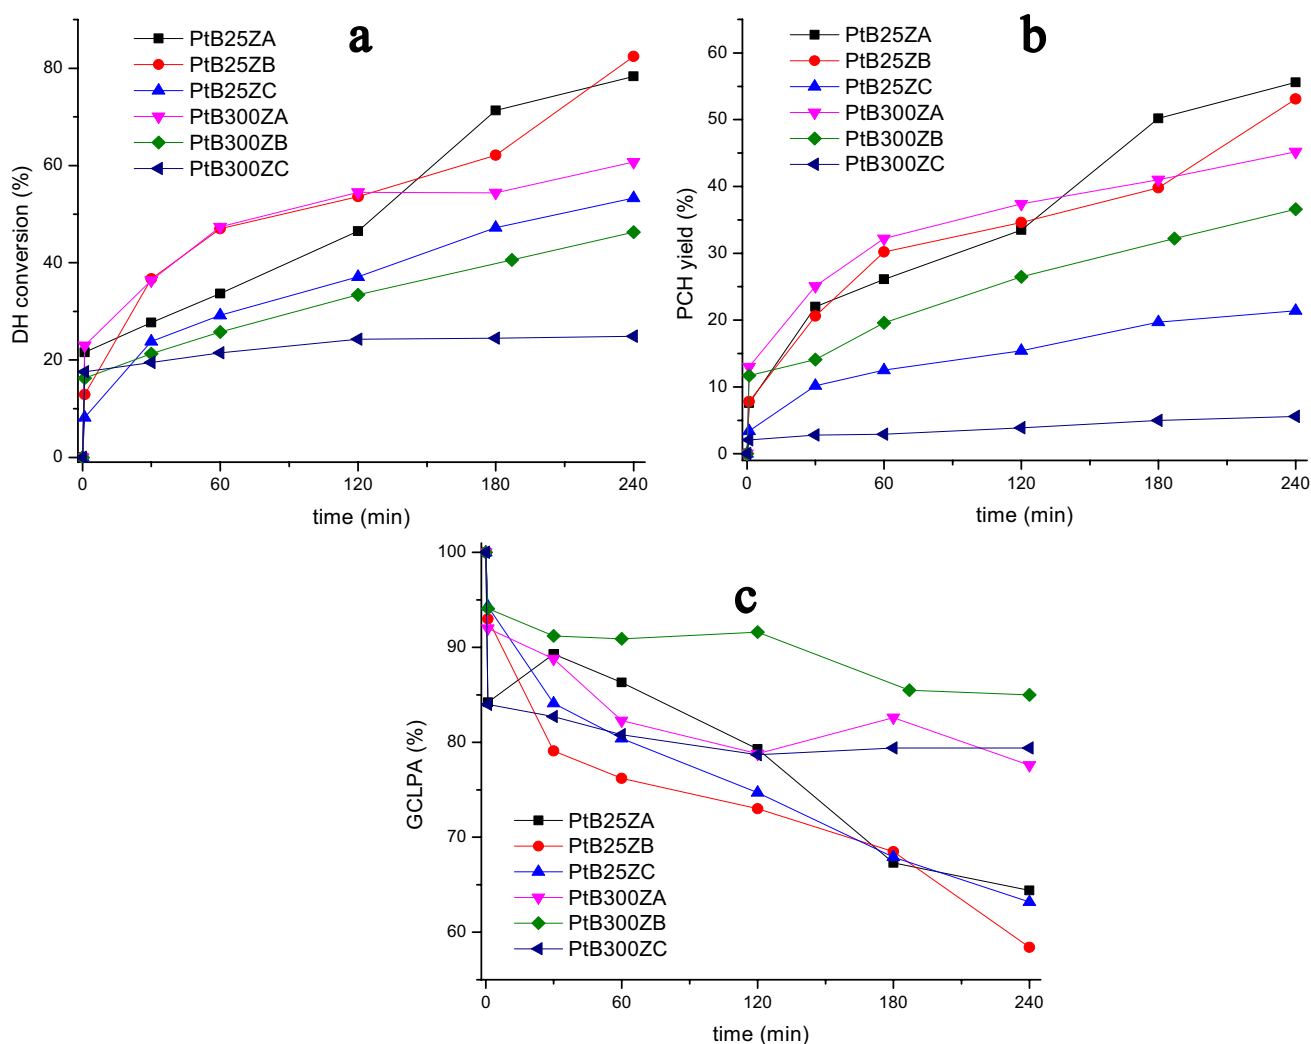 a
PtB25ZA
PtB25ZB
PtB25ZC
PtB300ZA
PtB300ZB
PtB300ZC
DH conversion (%)
80
60
40
20
0
0 60 120 180 240
time (min)
b
PtB25ZA
PtB25ZB
PtB25ZC
PtB300ZA
PtB300ZB
PtB300ZC
PCH yield (%)
60
50
40
30
20
10
0
0 60 120 180 240
time (min)
c
GCLPA (%)
100
90
80
70
60
PtB25ZA
PtB25ZB
PtB25ZC
PtB300ZA
PtB300ZB
PtB300ZC
0 60 120 180 240
time (min)